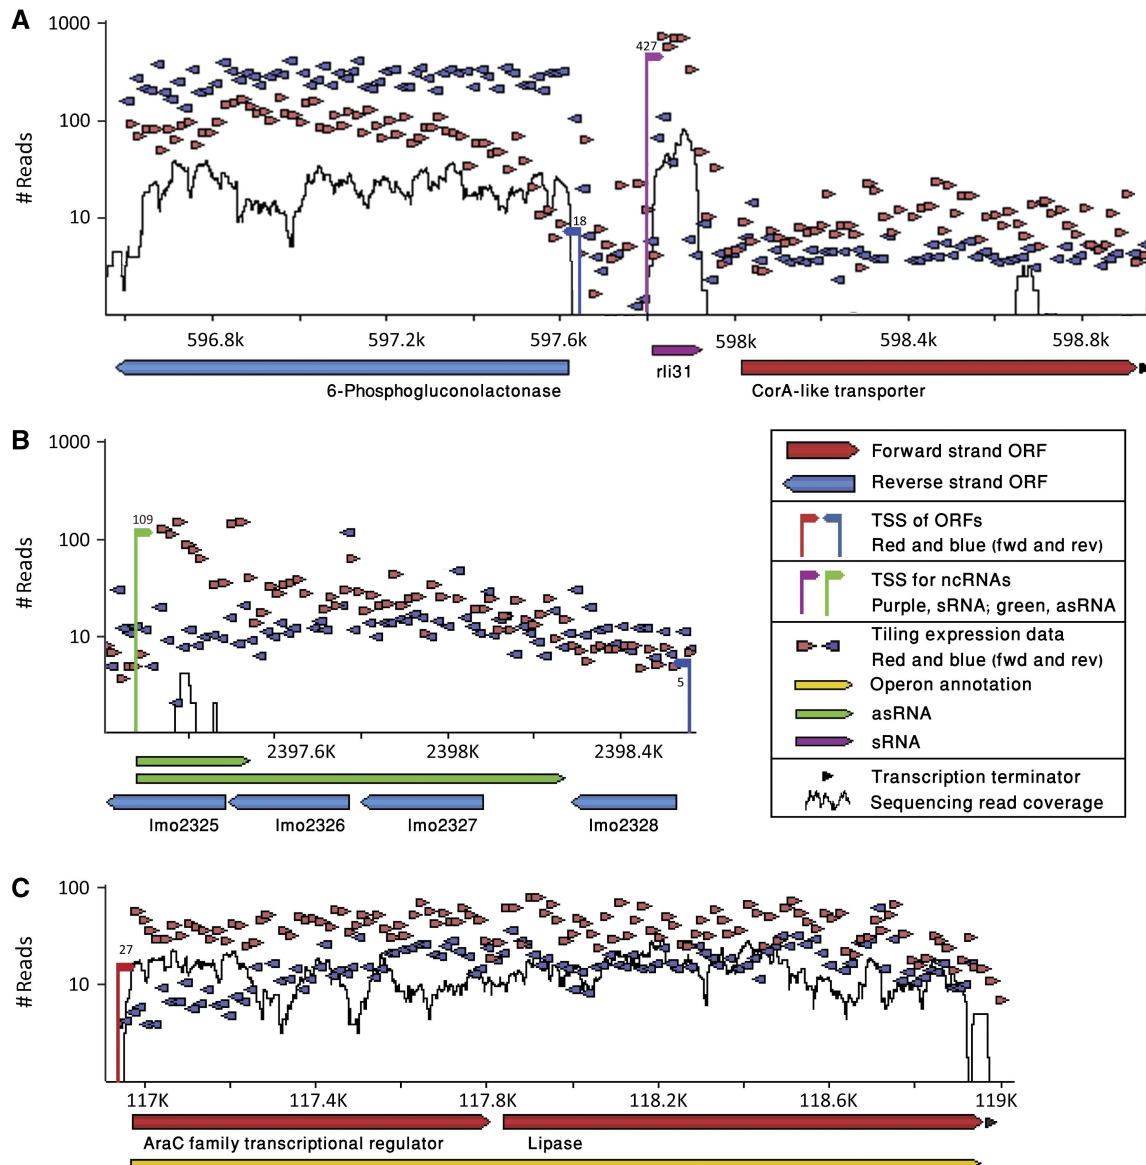 A
1000
100
10
# Reads
427
18
596.8k
597.2k
597.6k
598k
598.4k
598.8k
rli31
6-Phosphogluconolactonase
CorA-like transporter
B
1000
100
10
# Reads
109
5
2397.6K
2398K
2398.4K
lmo2325
lmo2326
lmo2327
lmo2328
Forward strand ORF
Reverse strand ORF
TSS of ORFs
Red and blue (fwd and rev)
TSS for ncRNAs
Purple, sRNA; green, asRNA
Tiling expression data
Red and blue (fwd and rev)
Operon annotation
asRNA
sRNA
Transcription terminator
Sequencing read coverage
C
100
10
# Reads
27
117K
117.4K
117.8K
118.2K
118.6K
119K
AraC family transcriptional regulator
Lipase